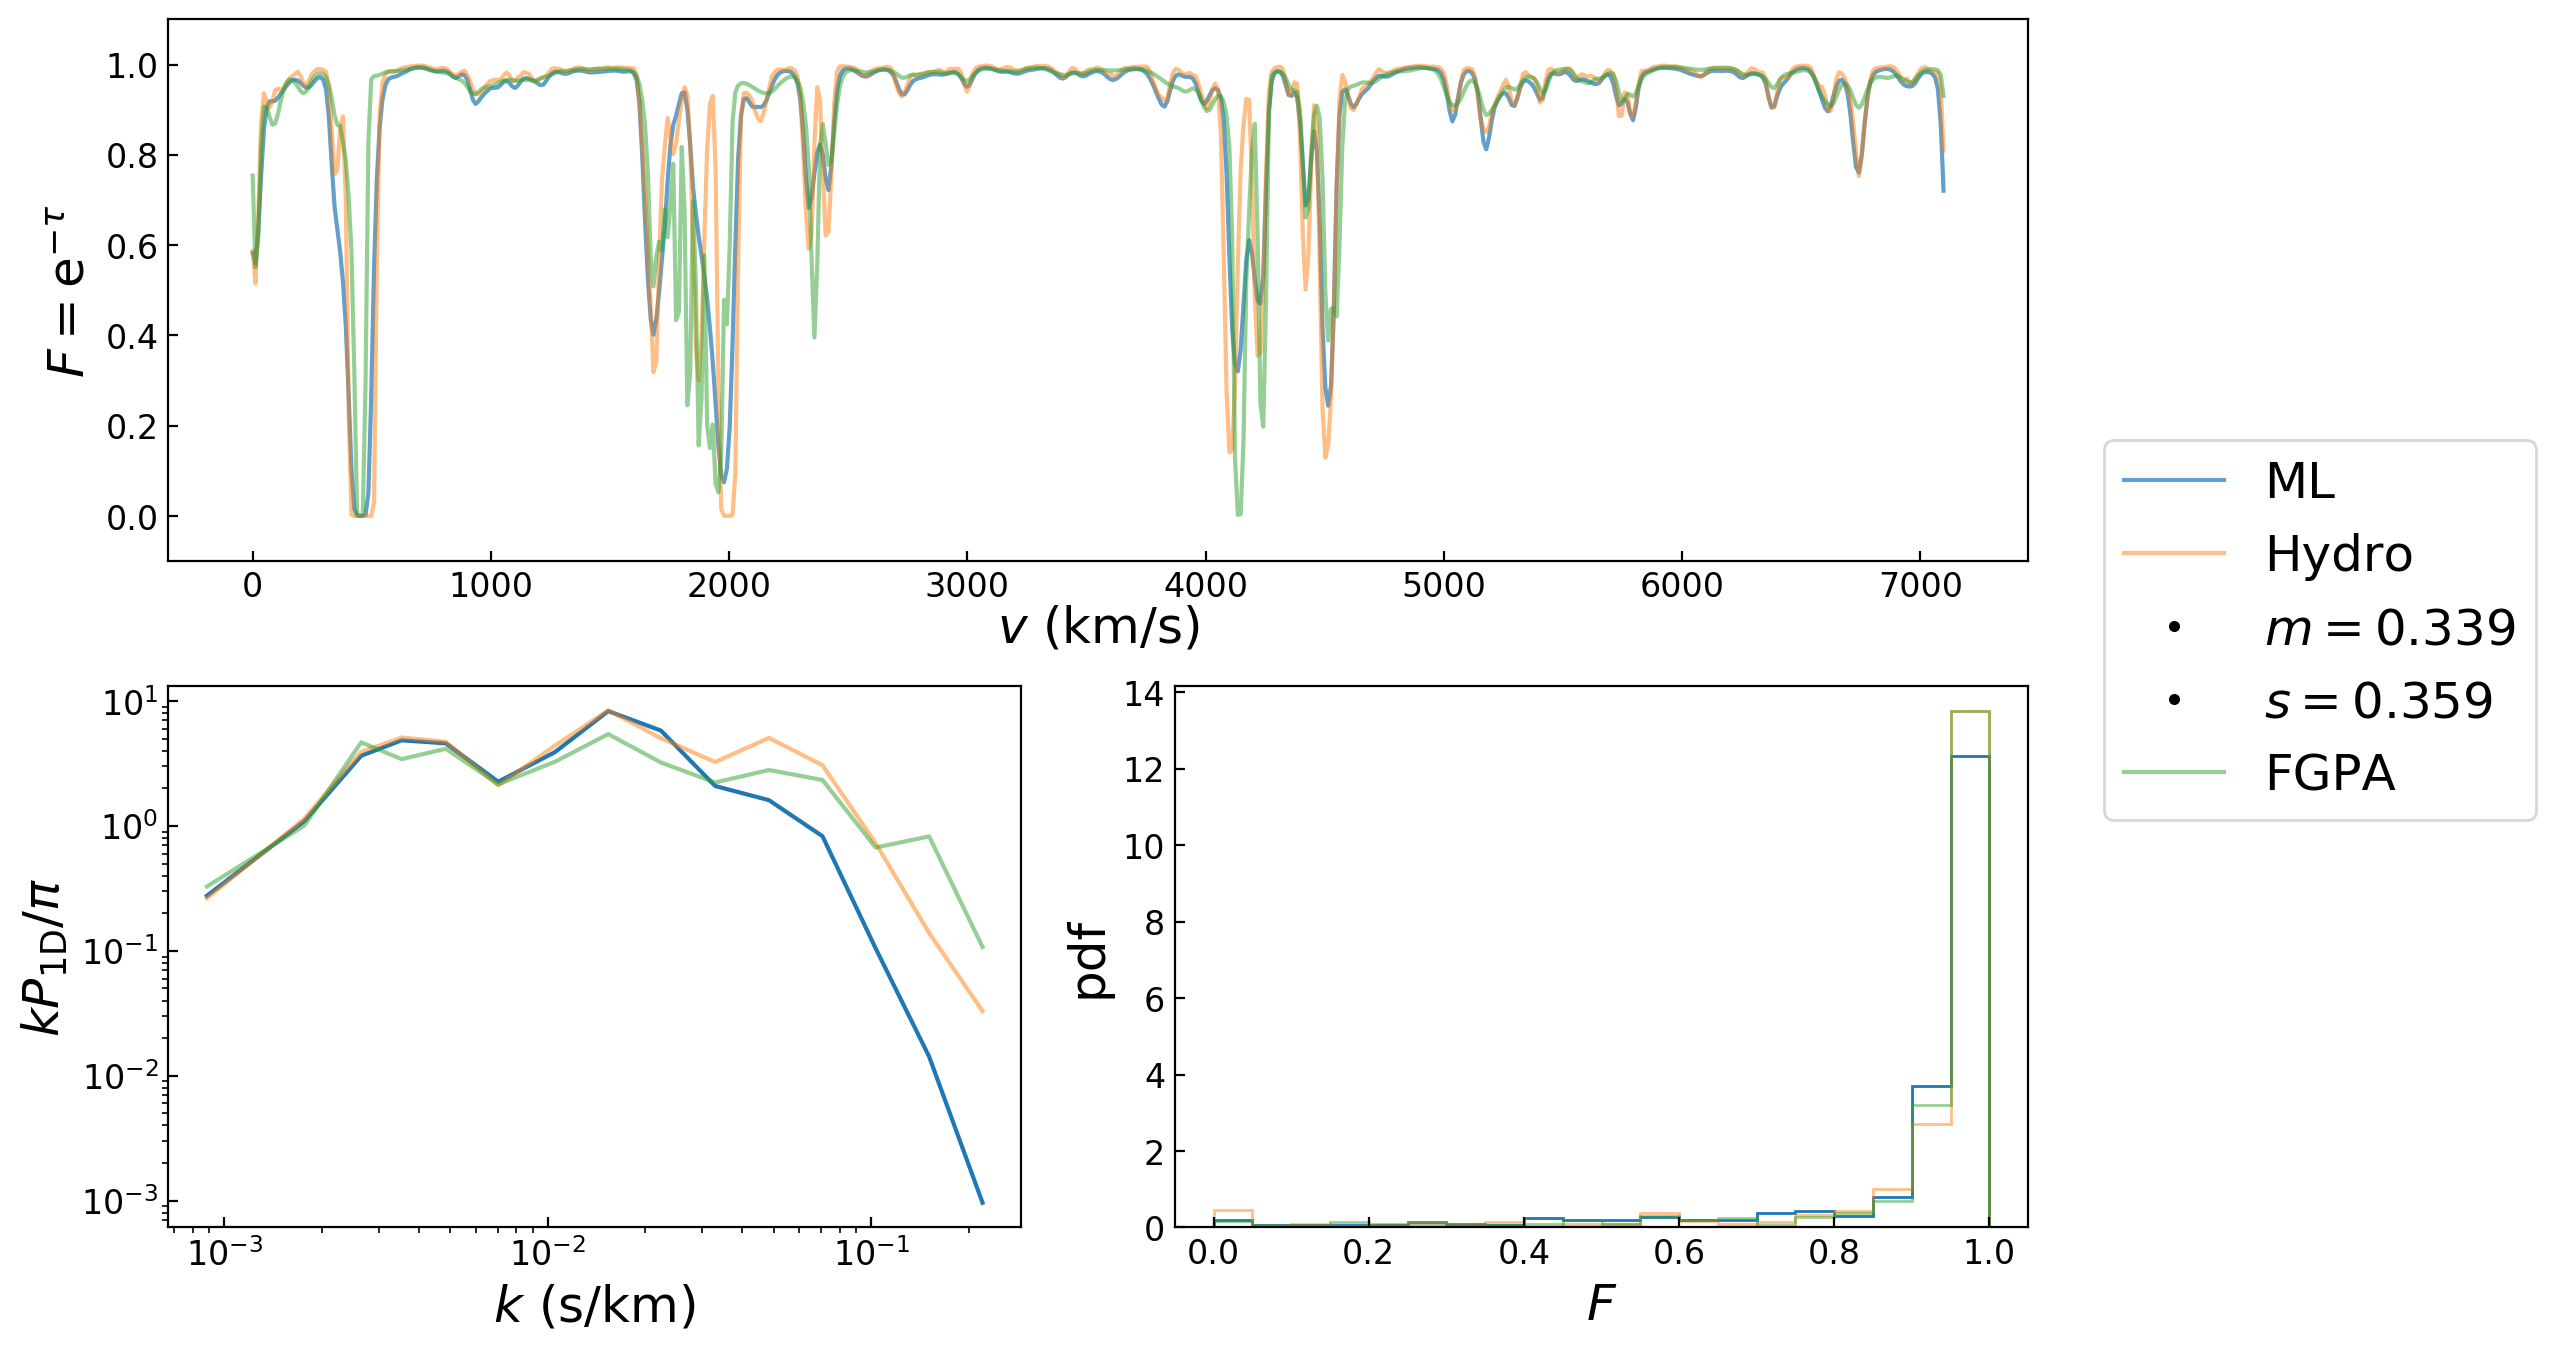 1.0
0.8
0.6
0.4
0.2
0.0
F = e^{−τ}
0 1000 2000 3000 4000 5000 6000 7000
v (km/s)
ML
Hydro
m = 0.339
s = 0.359
FGPA
10^1
10^0
10^{−1}
10^{−2}
10^{−3}
kP_{1D}/π
10^{−3} 10^{−2} 10^{−1}
k (s/km)
14
12
10
8
6
4
2
0
pdf
0.0 0.2 0.4 0.6 0.8 1.0
F